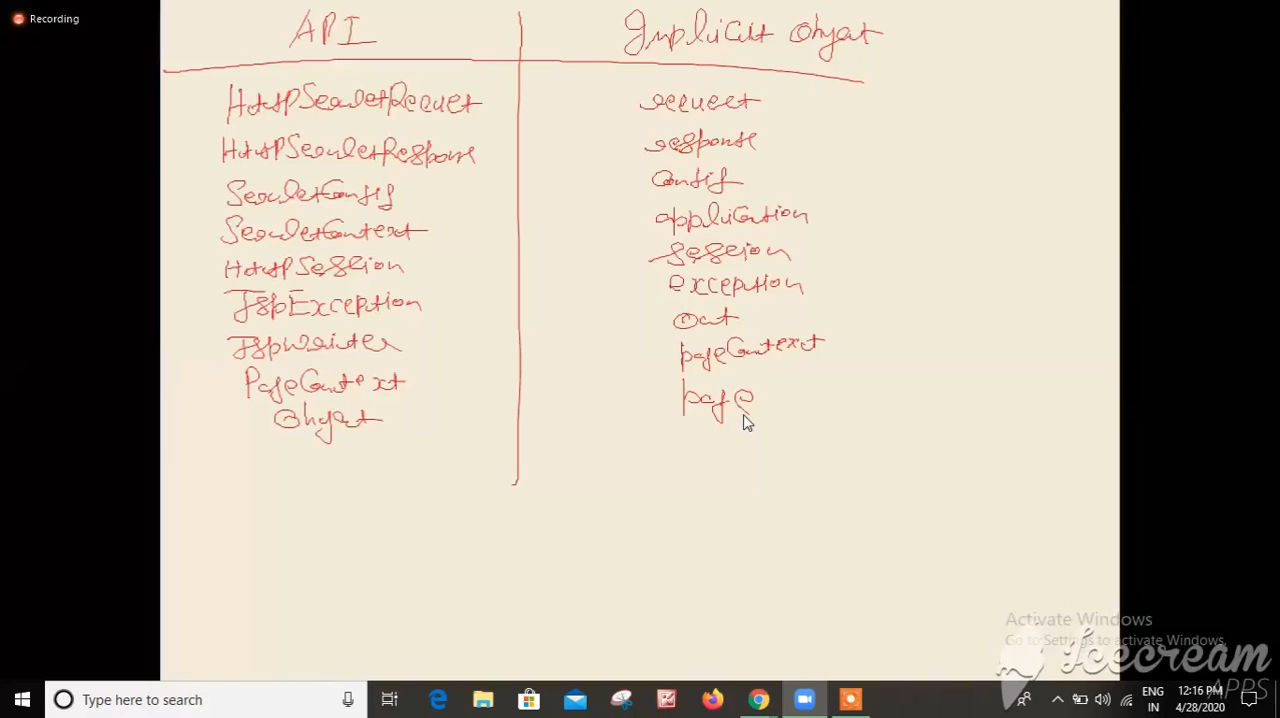 Recording
API Implicit Object
HttpServletRequest request
HttpServletResponse response
ServletConfig config
ServletContext application
HttpSession session
JspException exception
JspWriter out
PageContext pageContext
Object page
Activate Windows
Go to Settings to activate Windows.
Icecream
APPS
Type here to search
ENG
IN
12:16 PM
4/28/2020